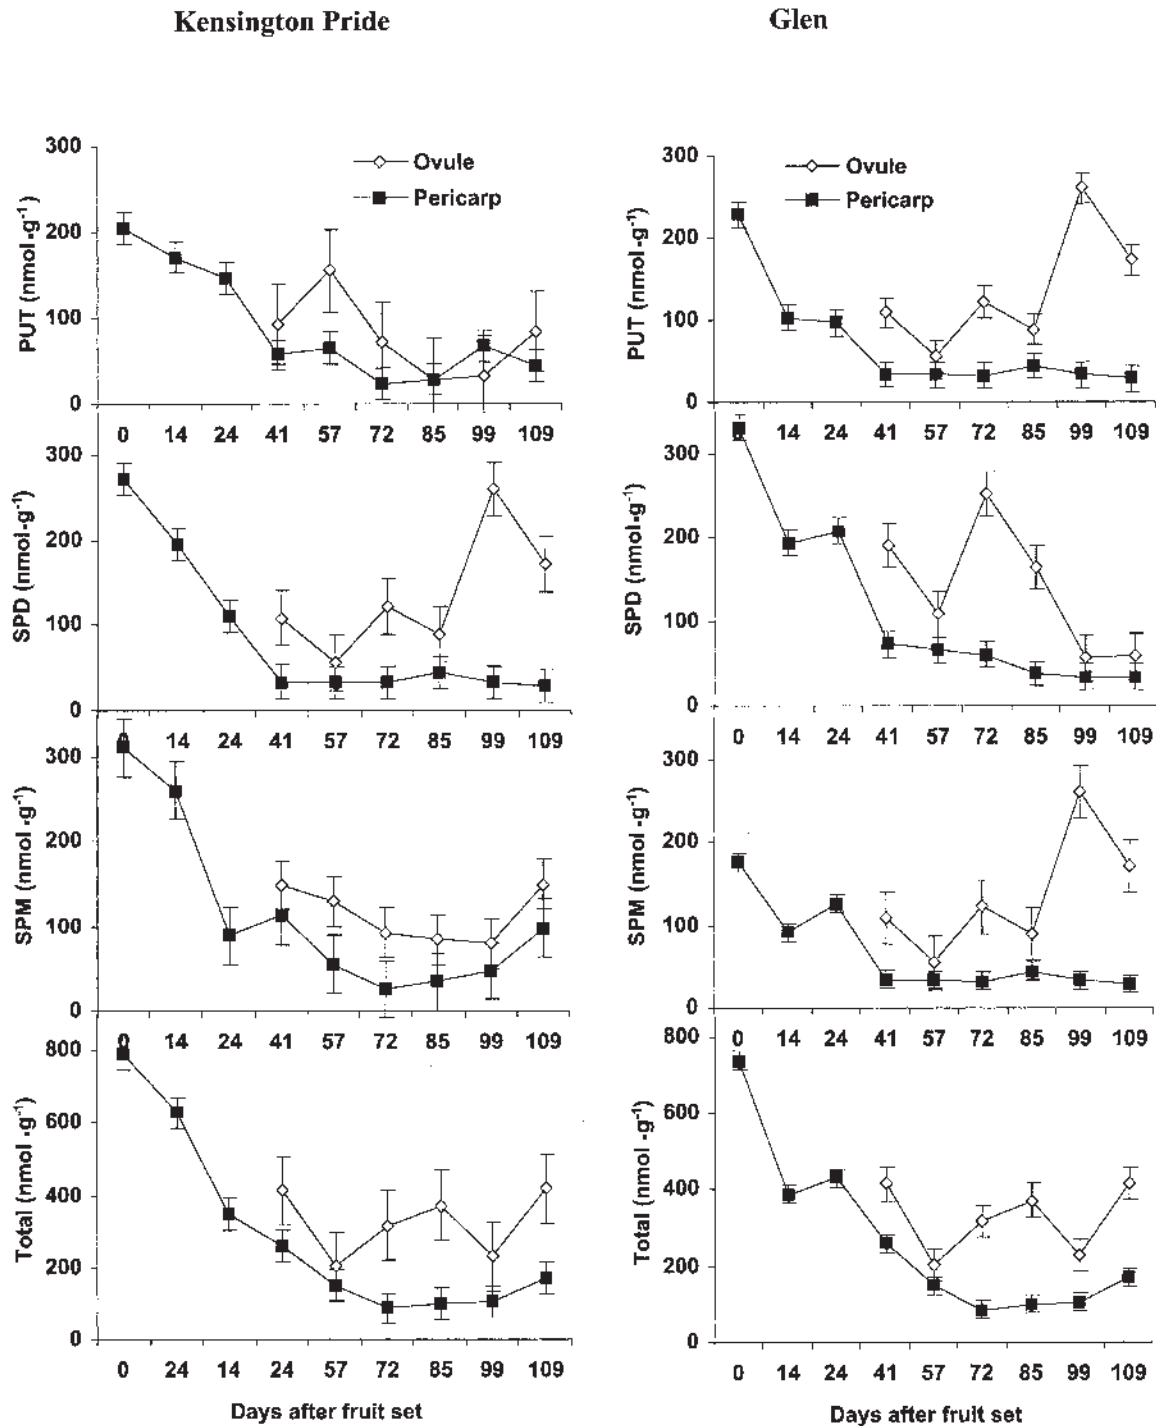 Kensington Pride
Glen
300
200
100
0
PUT (nmol-g-1)
Ovule
Pericarp
0 14 24 41 57 72 85 99 109
300
200
100
0
SPD (nmol-g-1)
0 14 24 41 57 72 85 99 109
300
200
100
0
SPM (nmol -g-1)
0 14 24 41 57 72 85 99 109
800
600
400
200
0
Total (nmol -g-1)
0 24 14 24 57 72 85 99 109
Days after fruit set
300
200
100
0
PUT (nmol-g-1)
Ovule
Pericarp
0 14 24 41 57 72 85 99 109
300
200
100
0
SPD (nmol-g-1)
0 14 24 41 57 72 85 99 109
300
200
100
0
SPM (nmol -g-1)
0 14 24 41 57 72 85 99 109
800
600
400
200
0
Total (nmol -g-1)
0 14 24 41 57 72 85 99 109
Days after fruit set